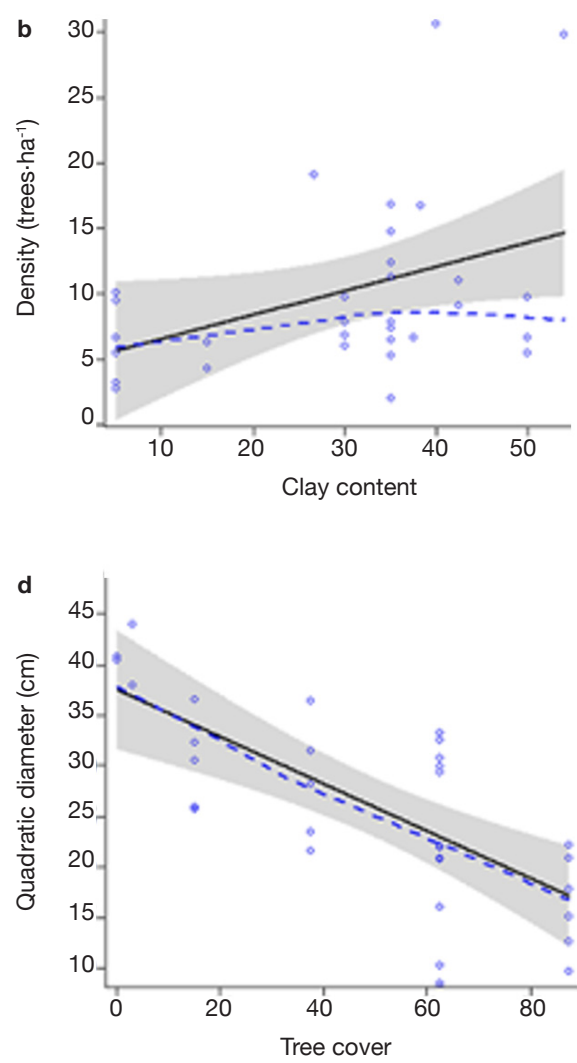 b
30
25
20
15
10
5
0
Density (trees·ha⁻¹)
10 20 30 40 50
Clay content
d
45
40
35
30
25
20
15
10
Quadratic diameter (cm)
0 20 40 60 80
Tree cover